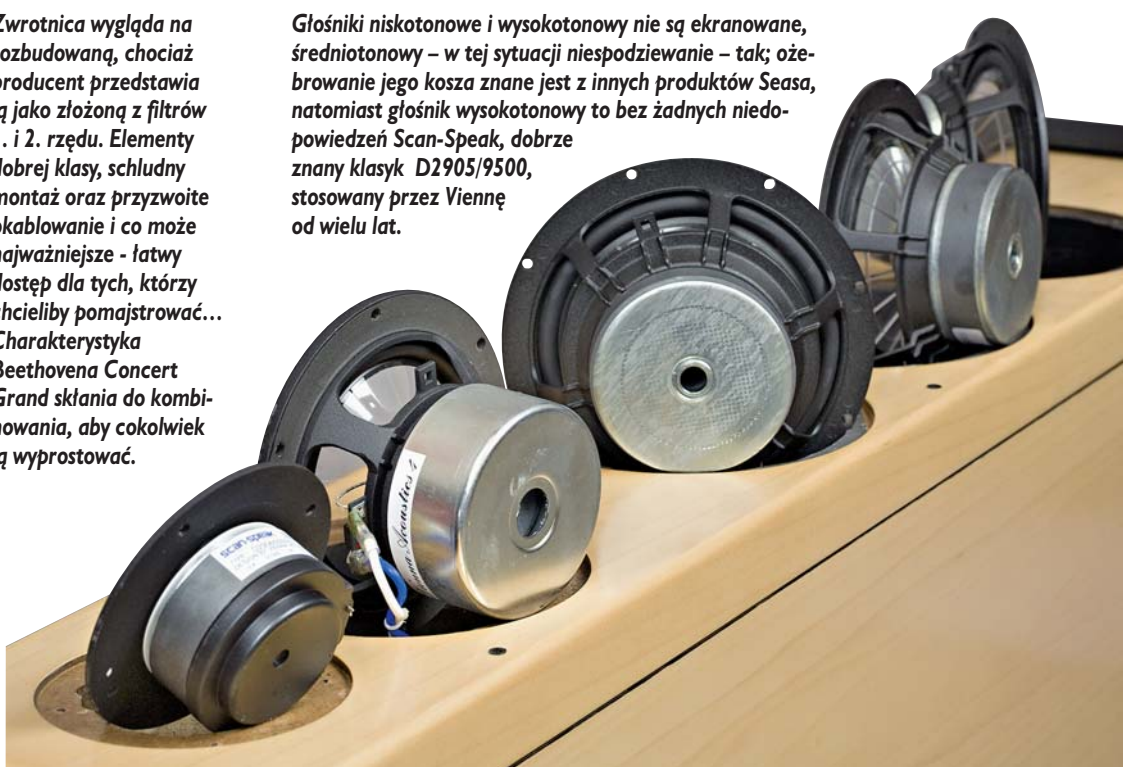 Zwrotnica wygląda na
ozbudowaną, chociaż
producent przedstawia
ą jako złożoną z filtrów
. i 2. rzędu. Elementy
dobrej klasy, schludny
montaż oraz przyzwoite
okablowanie i co może
najważniejsze - łatwy
dostęp dla tych, którzy
chcieliby pomajstrować…
Charakterystyka
Beethovena Concert
Grand skłania do kombi-
nowania, aby cokolwiek
ą wyprostować.
Głośniki niskotonowe i wysokotonowy nie są ekranowane,
średniotonowy – w tej sytuacji niespodziewanie – tak; oże-
browanie jego kosza znane jest z innych produktów Seasa,
natomiast głośnik wysokotonowy to bez żadnych niedo-
powiedzeń Scan-Speak, dobrze
znany klasyk D2905/9500,
stosowany przez Viennę
od wielu lat.
scan-speak
Acoustics